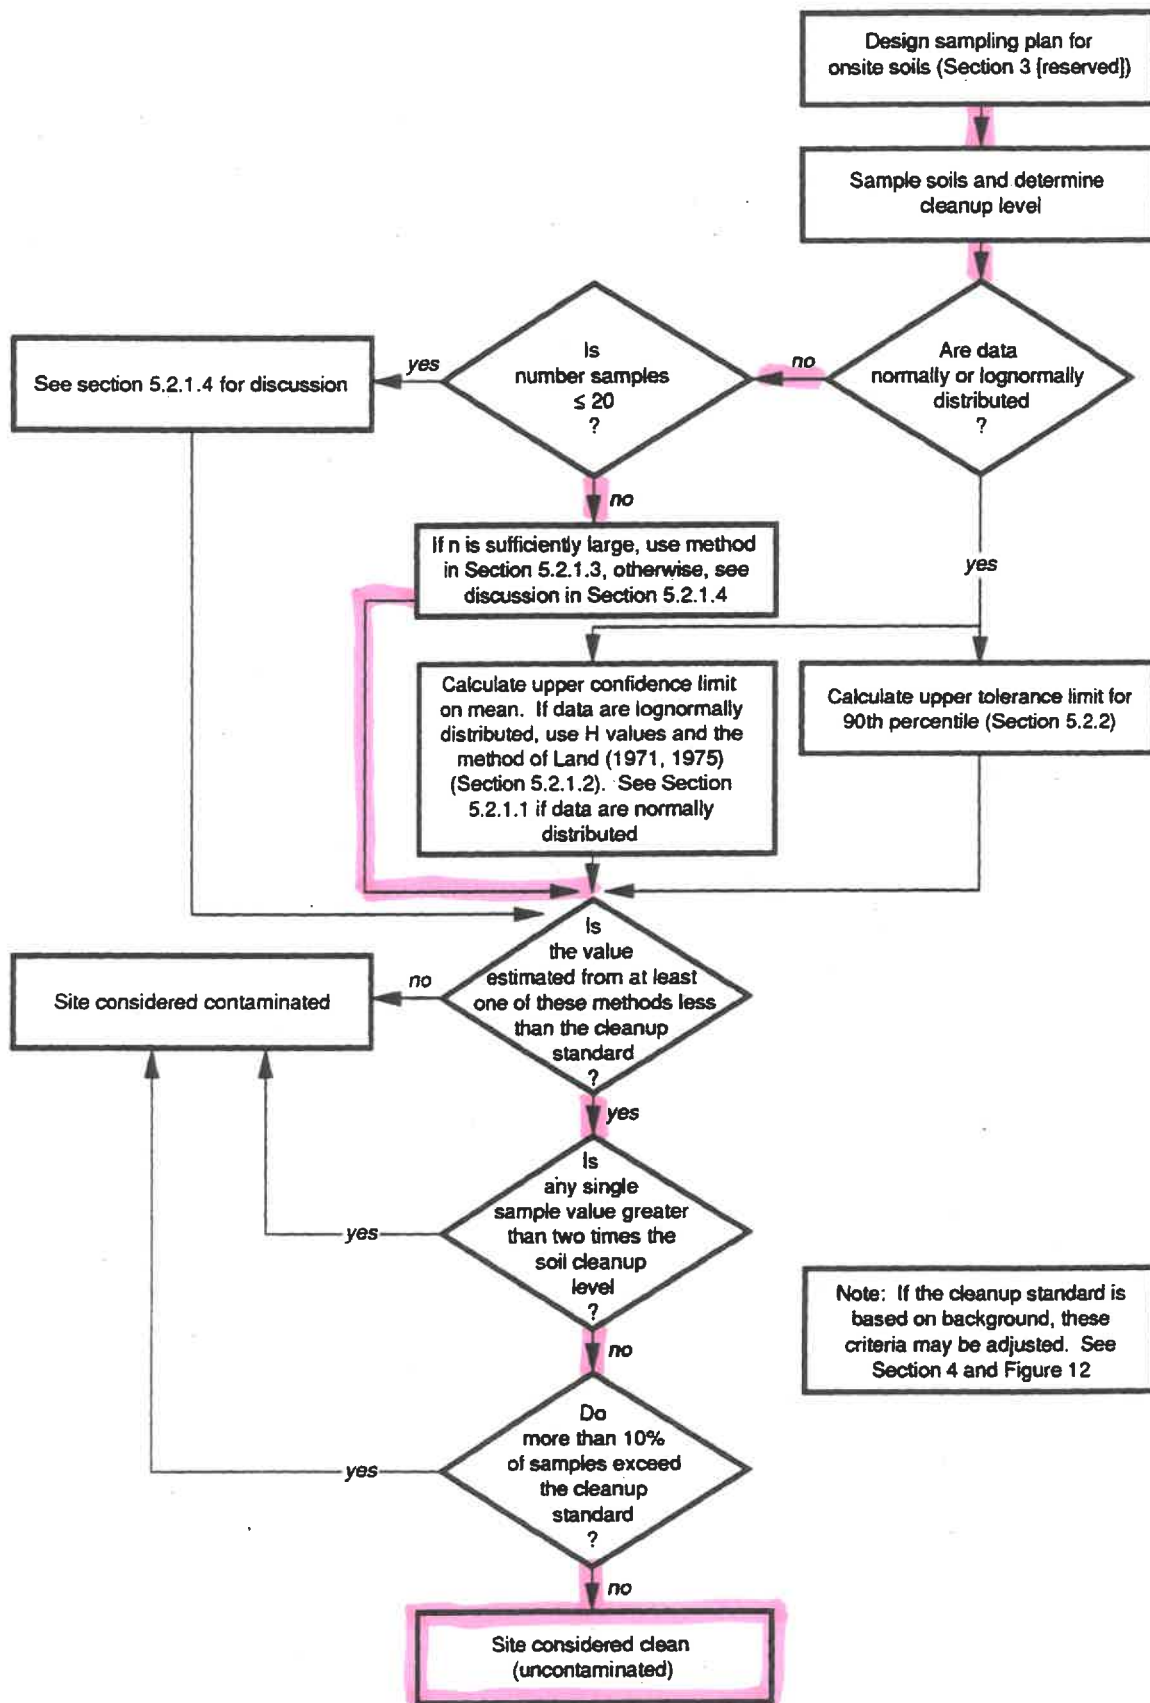 Design sampling plan for
onsite soils (Section 3 [reserved])
Sample soils and determine
cleanup level
Are data
normally or lognormally
distributed
?
no
yes
Is
number samples
≤ 20
?
yes
no
See section 5.2.1.4 for discussion
If n is sufficiently large, use method
in Section 5.2.1.3, otherwise, see
discussion in Section 5.2.1.4
Calculate upper confidence limit
on mean. If data are lognormally
distributed, use H values and the
method of Land (1971, 1975)
(Section 5.2.1.2). See Section
5.2.1.1 if data are normally
distributed
Calculate upper tolerance limit for
90th percentile (Section 5.2.2)
Is
the value
estimated from at least
one of these methods less
than the cleanup
standard
?
no
yes
Site considered contaminated
Is
any single
sample value greater
than two times the
soil cleanup
level
?
yes
no
Note: If the cleanup standard is
based on background, these
criteria may be adjusted. See
Section 4 and Figure 12
Do
more than 10%
of samples exceed
the cleanup
standard
?
yes
no
Site considered clean
(uncontaminated)